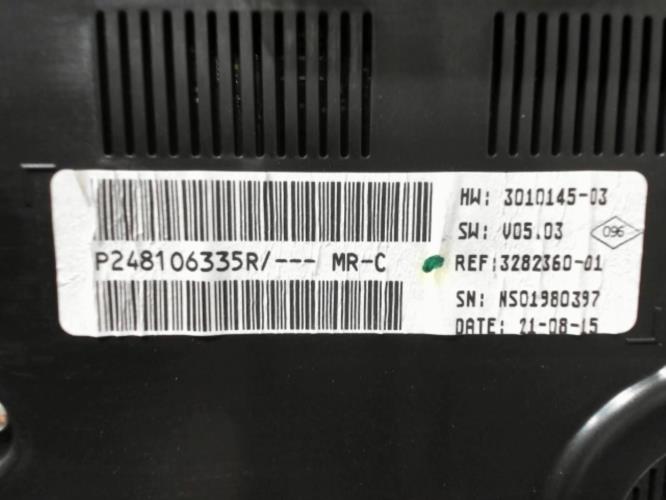 HW: 3010145-03
SW: V05.03
096
P248106335R/--- MR-C
REF:3282360-01
SN: NS01980397
DATE: 21-08-15